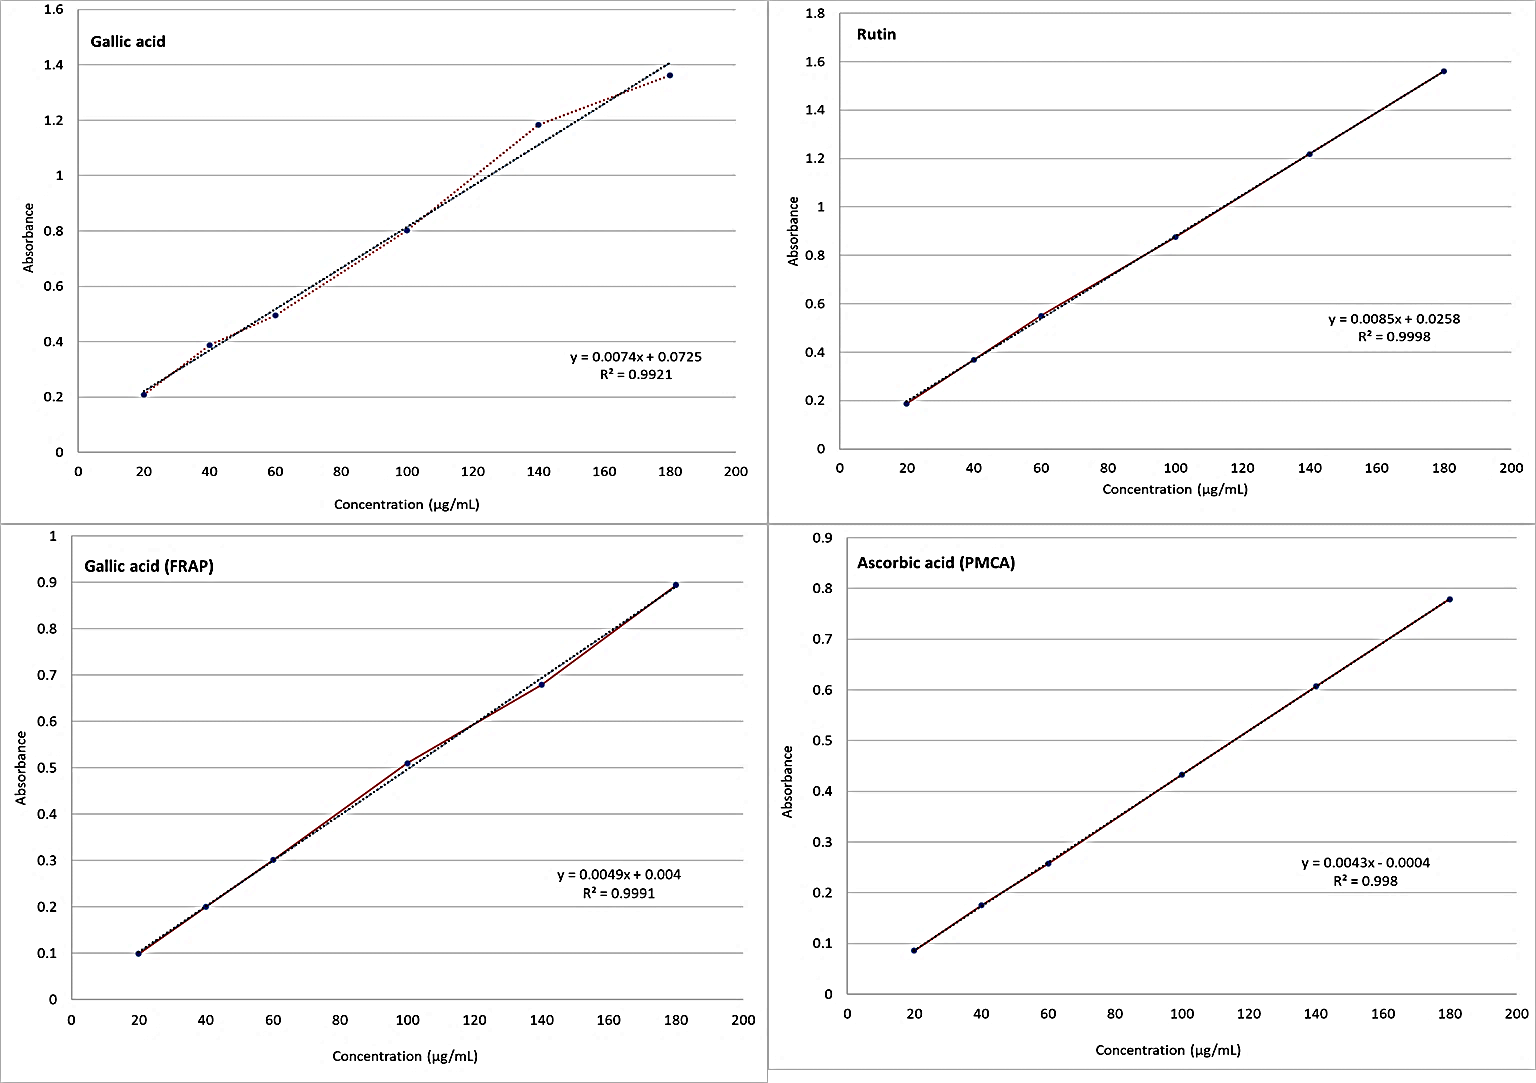 Gallic acid
1.6
1.4
1.2
1
0.8
0.6
0.4
0.2
0
Absorbance
y = 0.0074x + 0.0725
R² = 0.9921
0 20 40 60 80 100 120 140 160 180 200
Concentration (µg/mL)
Rutin
1.8
1.6
1.4
1.2
1
0.8
0.6
0.4
0.2
0
Absorbance
y = 0.0085x + 0.0258
R² = 0.9998
0 20 40 60 80 100 120 140 160 180 200
Concentration (µg/mL)
Gallic acid (FRAP)
1
0.9
0.8
0.7
0.6
0.5
0.4
0.3
0.2
0.1
0
Absorbance
y = 0.0049x + 0.004
R² = 0.9991
0 20 40 60 80 100 120 140 160 180 200
Concentration (µg/mL)
Ascorbic acid (PMCA)
0.9
0.8
0.7
0.6
0.5
0.4
0.3
0.2
0.1
0
Absorbance
y = 0.0043x - 0.0004
R² = 0.998
0 20 40 60 80 100 120 140 160 180 200
Concentration (µg/mL)